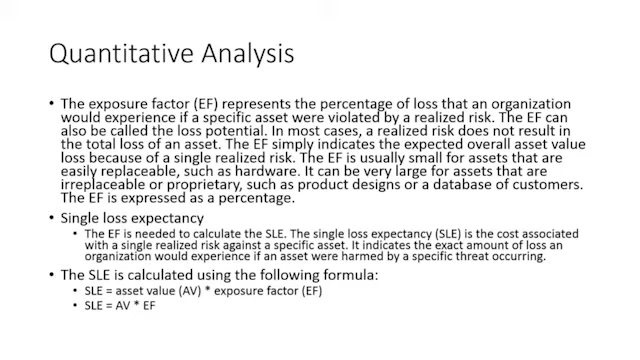 Quantitative Analysis
• The exposure factor (EF) represents the percentage of loss that an organization
would experience if a specific asset were violated by a realized risk. The EF can
also be called the loss potential. In most cases, a realized risk does not result in
the total loss of an asset. The EF simply indicates the expected overall asset value
loss because of a single realized risk. The EF is usually small for assets that are
easily replaceable, such as hardware. It can be very large for assets that are
irreplaceable or proprietary, such as product designs or a database of customers.
The EF is expressed as a percentage.
• Single loss expectancy
• The EF is needed to calculate the SLE. The single loss expectancy (SLE) is the cost associated
with a single realized risk against a specific asset. It indicates the exact amount of loss an
organization would experience if an asset were harmed by a specific threat occurring.
• The SLE is calculated using the following formula:
• SLE = asset value (AV) * exposure factor (EF)
• SLE = AV * EF